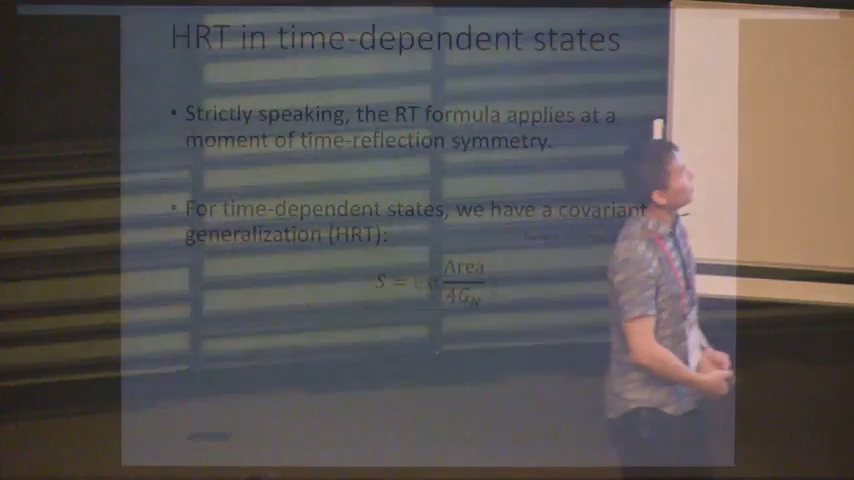 HRT in time-dependent states
• Strictly speaking, the RT formula applies at a
moment of time-reflection symmetry.
• For time-dependent states, we have a covariant
generalization (HRT):
S = ext Area / 4G_N